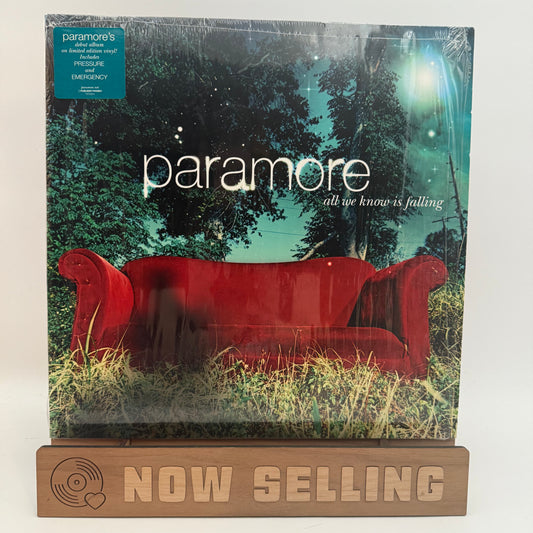 paramore's
debut album
on limited edition vinyl!
Includes
PRESSURE
and
EMERGENCY
paramore
all we know is falling
NOW SELLING